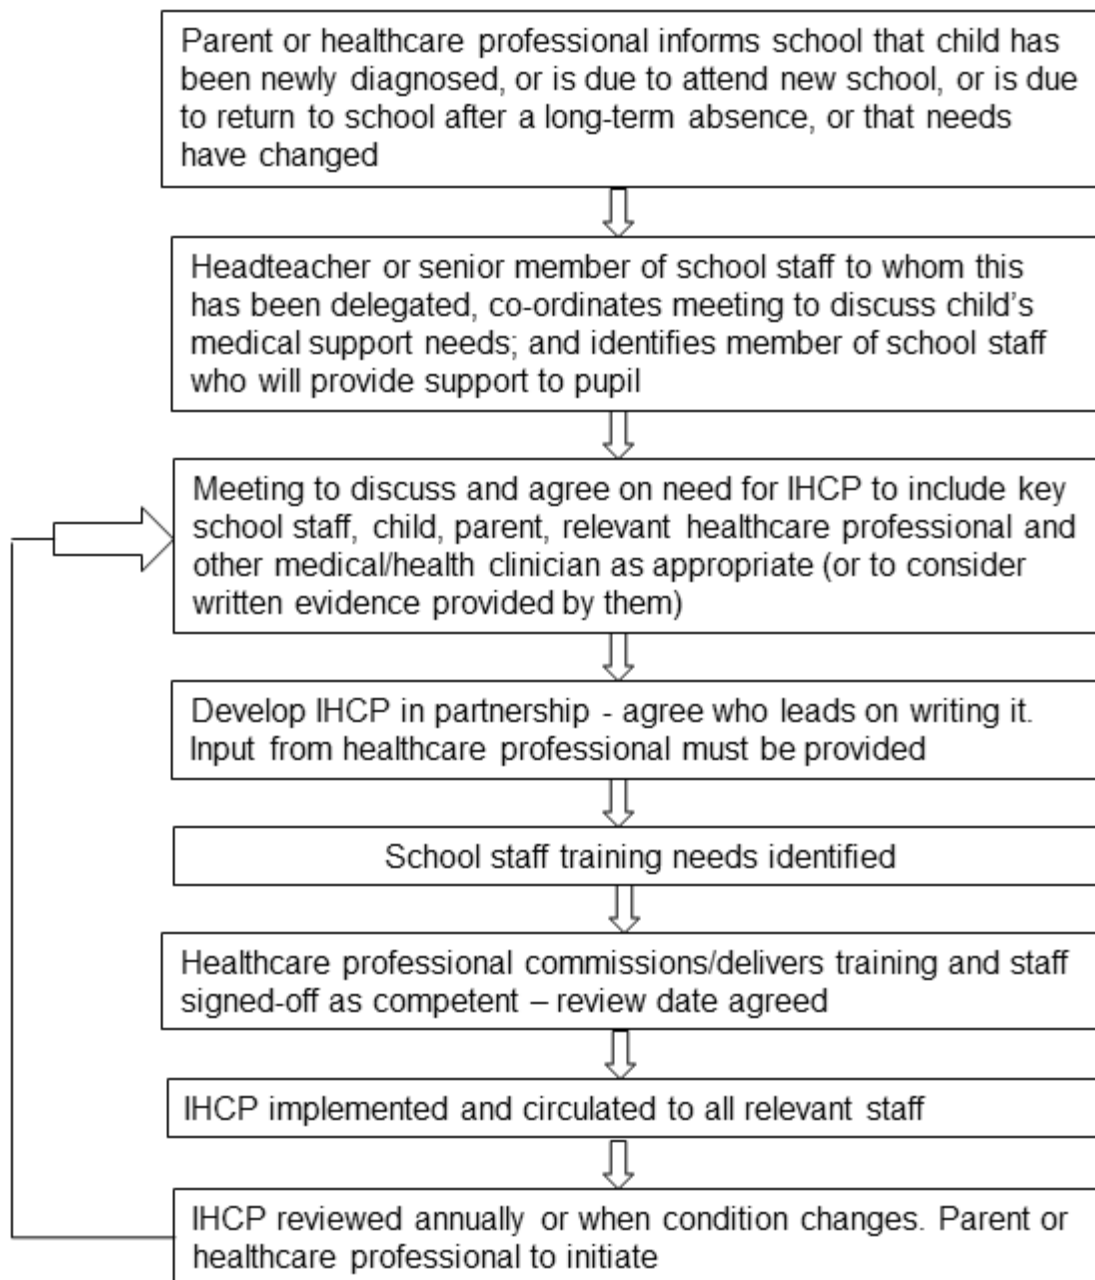 Parent or healthcare professional informs school that child has
been newly diagnosed, or is due to attend new school, or is due
to return to school after a long-term absence, or that needs
have changed
Headteacher or senior member of school staff to whom this
has been delegated, co-ordinates meeting to discuss child's
medical support needs; and identifies member of school staff
who will provide support to pupil
Meeting to discuss and agree on need for IHCP to include key
school staff, child, parent, relevant healthcare professional and
other medical/health clinician as appropriate (or to consider
written evidence provided by them)
Develop IHCP in partnership - agree who leads on writing it.
Input from healthcare professional must be provided
School staff training needs identified
Healthcare professional commissions/delivers training and staff
signed-off as competent – review date agreed
IHCP implemented and circulated to all relevant staff
IHCP reviewed annually or when condition changes. Parent or
healthcare professional to initiate